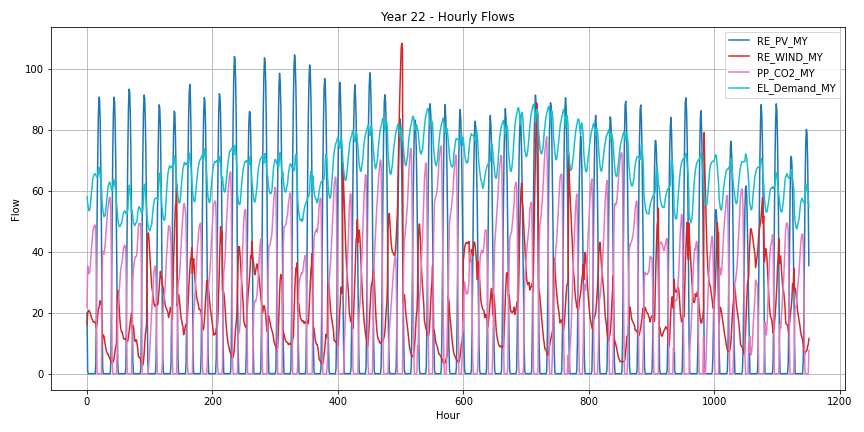 Year 22 - Hourly Flows
RE_PV_MY
RE_WIND_MY
PP_CO2_MY
EL_Demand_MY
Flow
100
80
60
40
20
0
0 200 400 600 800 1000 1200
Hour